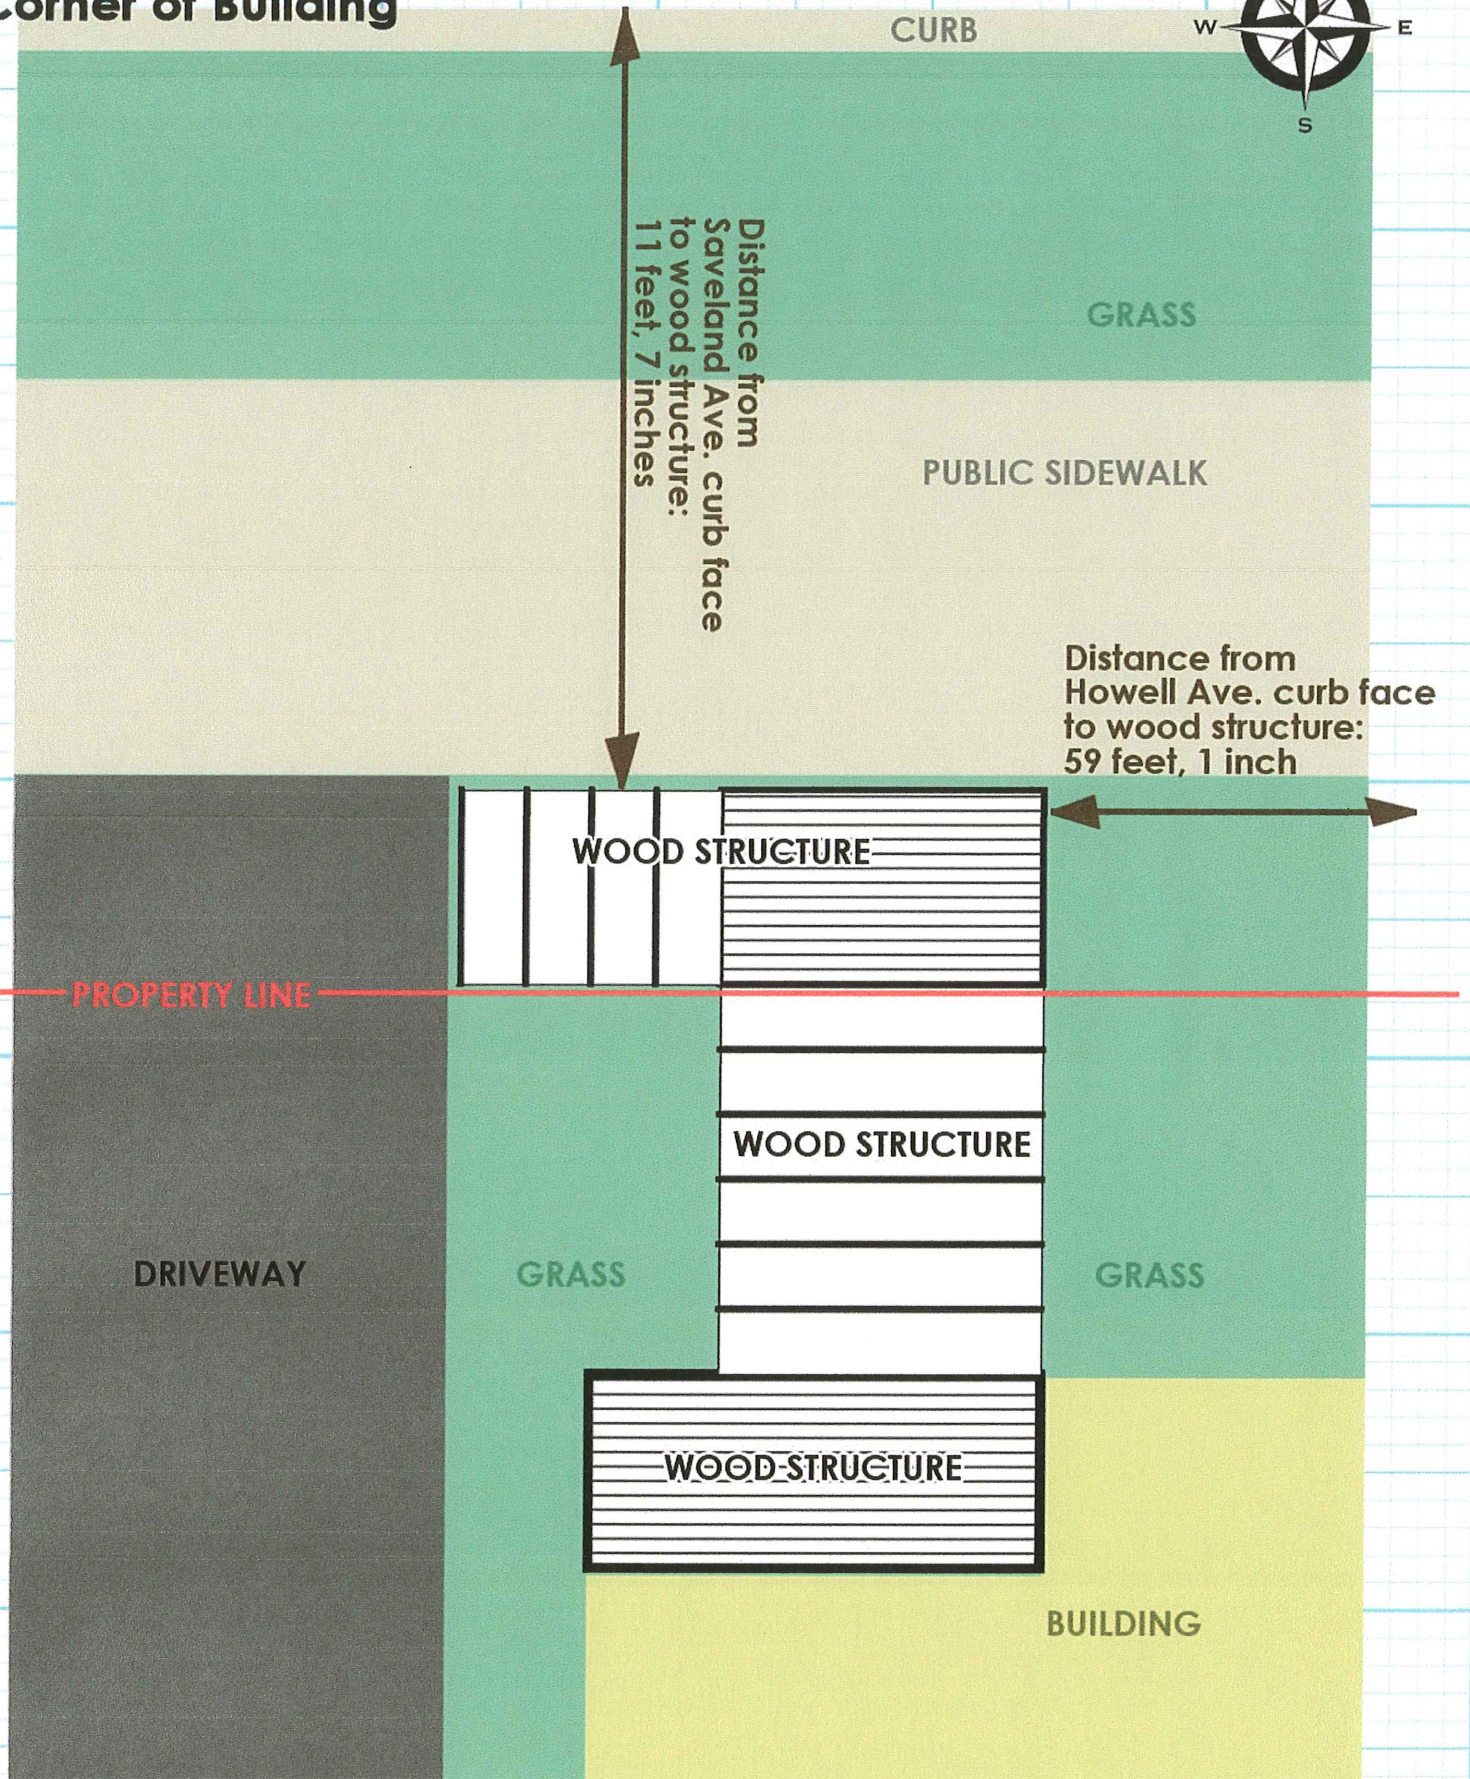 Corner of Building
CURB
W
E
S
Distance from
Saveland Ave. curb face
to wood structure:
11 feet, 7 inches
GRASS
PUBLIC SIDEWALK
Distance from
Howell Ave. curb face
to wood structure:
59 feet, 1 inch
WOOD STRUCTURE
PROPERTY LINE
WOOD STRUCTURE
DRIVEWAY
GRASS
GRASS
WOOD STRUCTURE
BUILDING